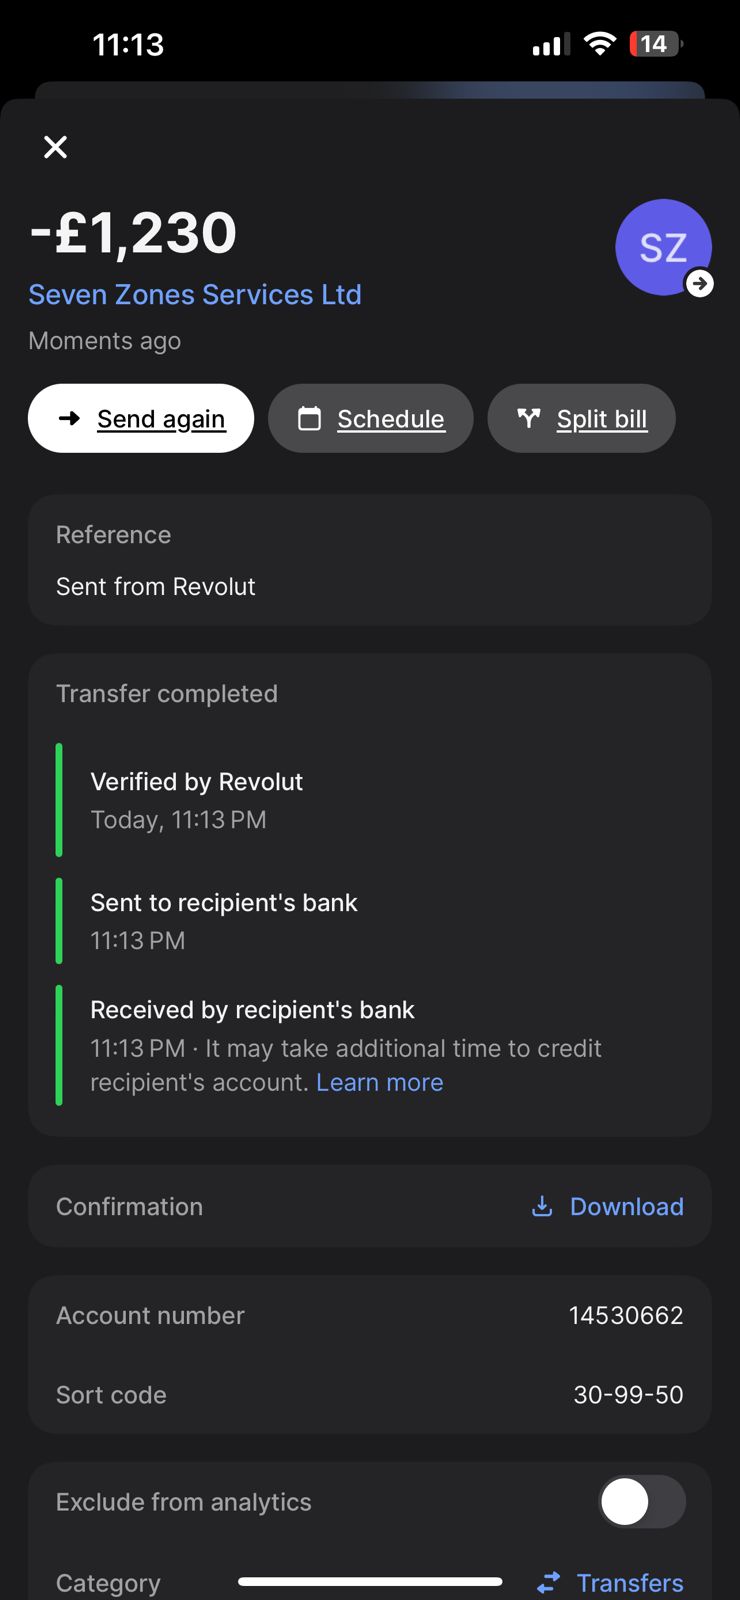 11:13
14
-£1,230
SZ
Seven Zones Services Ltd
Moments ago
Send again
Schedule
Split bill
Reference
Sent from Revolut
Transfer completed
Verified by Revolut
Today, 11:13 PM
Sent to recipient's bank
11:13 PM
Received by recipient's bank
11:13 PM · It may take additional time to credit
recipient's account. Learn more
Confirmation
Download
Account number
14530662
Sort code
30-99-50
Exclude from analytics
Category
Transfers